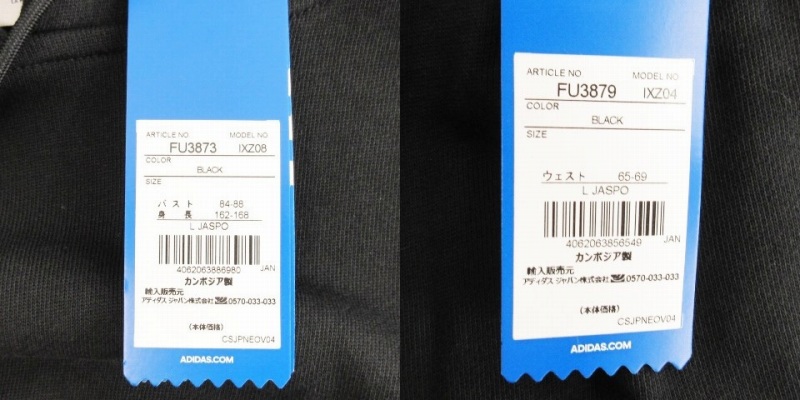 ARTICLE NO MODEL NO
FU3873 IXZ08
COLOR
BLACK
SIZE
バスト 84-88
身長 162-168
L JASPO
4062063886980 JAN
カンボジア製
輸入販売元
アディダス ジャパン株式会社 0570-033-033
(本体価格)
CSJPNEOV04
ADIDAS.COM
ARTICLE NO MODEL NO
FU3879 IXZ04
COLOR
BLACK
SIZE
ウェスト 65-69
L JASPO
4062063856549 JAN
カンボジア製
輸入販売元
アディダス ジャパン株式会社 0570-033-033
(本体価格)
CSJPNEOV04
ADIDAS.COM